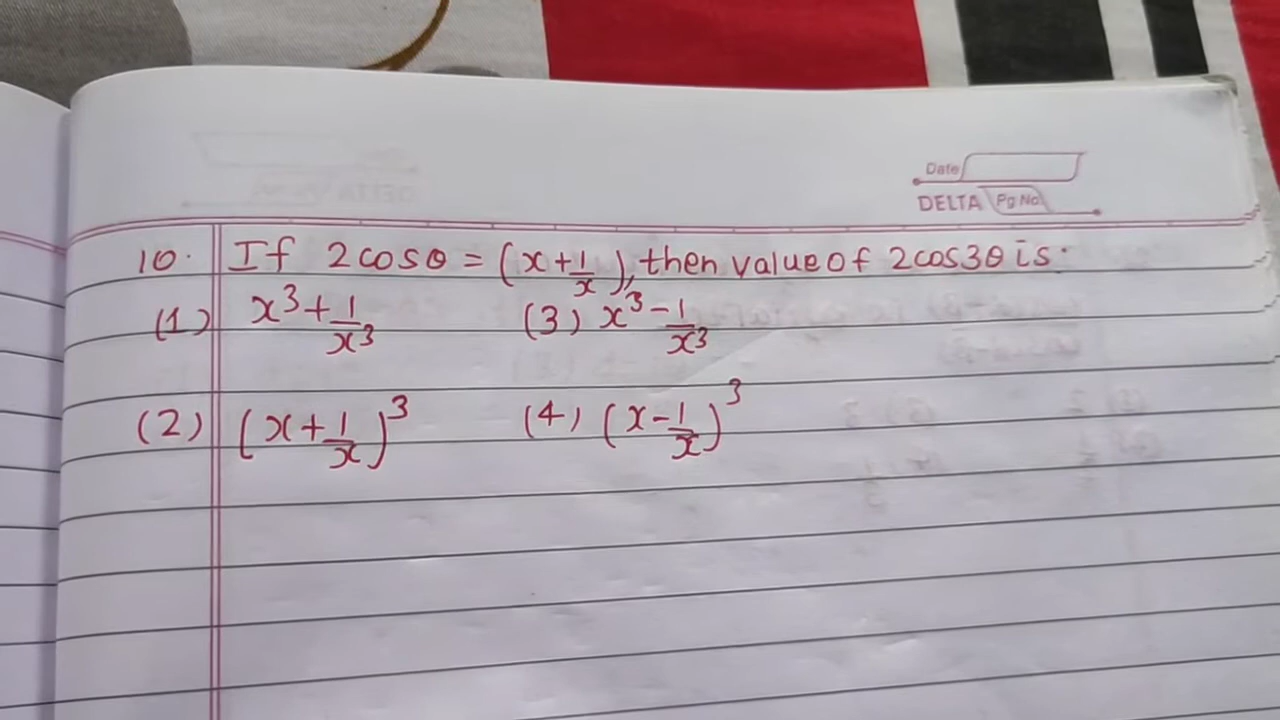 Date
DELTA Pg No
10. If 2cosθ = (x+1/x), then value of 2cos3θ is.
(1) x³+1/x³ (3) x³-1/x³
(2) (x+1/x)³ (4) (x-1/x)³